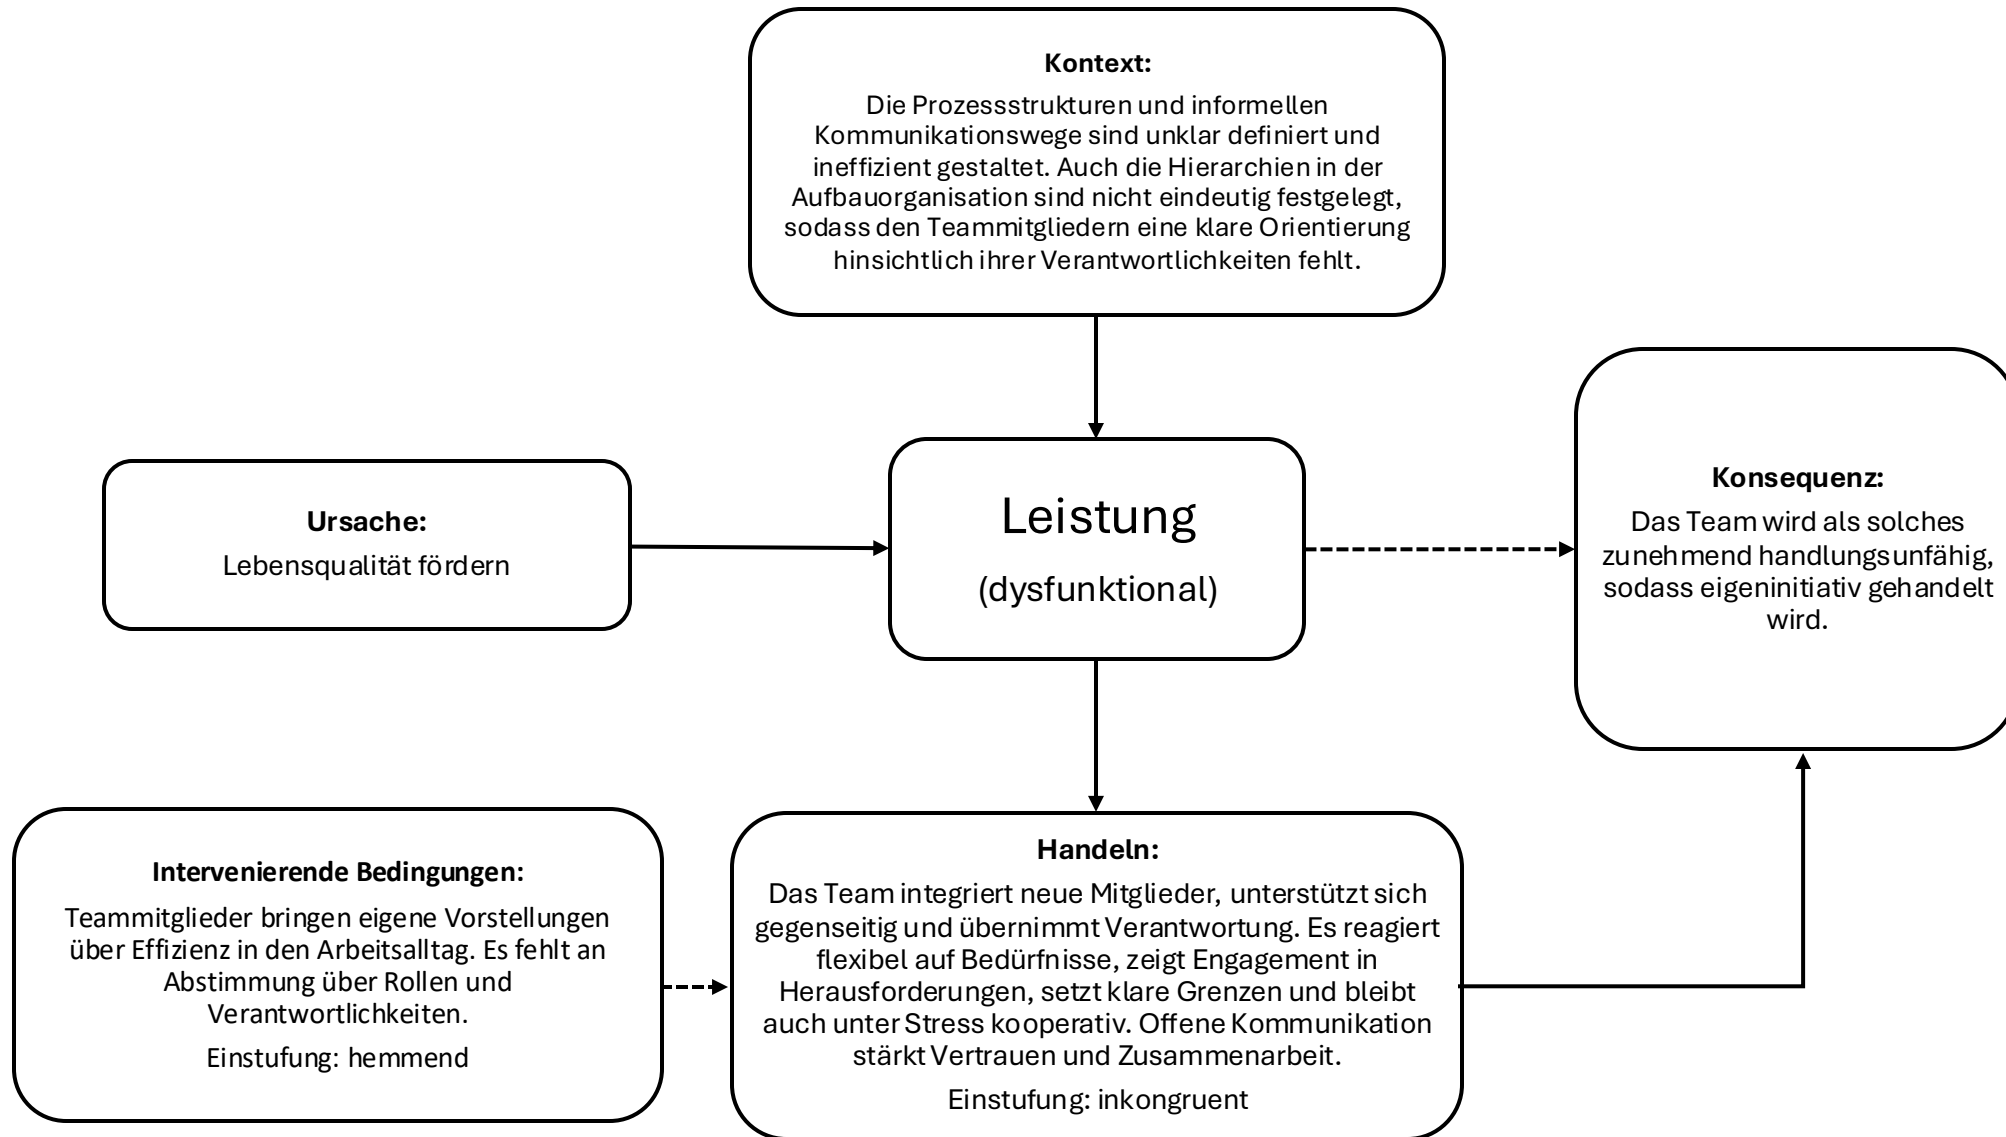 Kontext:
Die Prozessstrukturen und informellen
Kommunikationswege sind unklar definiert und
ineffizient gestaltet. Auch die Hierarchien in der
Aufbauorganisation sind nicht eindeutig festgelegt,
sodass den Teammitgliedern eine klare Orientierung
hinsichtlich ihrer Verantwortlichkeiten fehlt.
Ursache:
Lebensqualität fördern
Leistung
(dysfunktional)
Konsequenz:
Das Team wird als solches
zunehmend handlungsunfähig,
sodass eigeninitiativ gehandelt
wird.
Intervenierende Bedingungen:
Teammitglieder bringen eigene Vorstellungen
über Effizienz in den Arbeitsalltag. Es fehlt an
Abstimmung über Rollen und
Verantwortlichkeiten.
Einstufung: hemmend
Handeln:
Das Team integriert neue Mitglieder, unterstützt sich
gegenseitig und übernimmt Verantwortung. Es reagiert
flexibel auf Bedürfnisse, zeigt Engagement in
Herausforderungen, setzt klare Grenzen und bleibt
auch unter Stress kooperativ. Offene Kommunikation
stärkt Vertrauen und Zusammenarbeit.
Einstufung: inkongruent